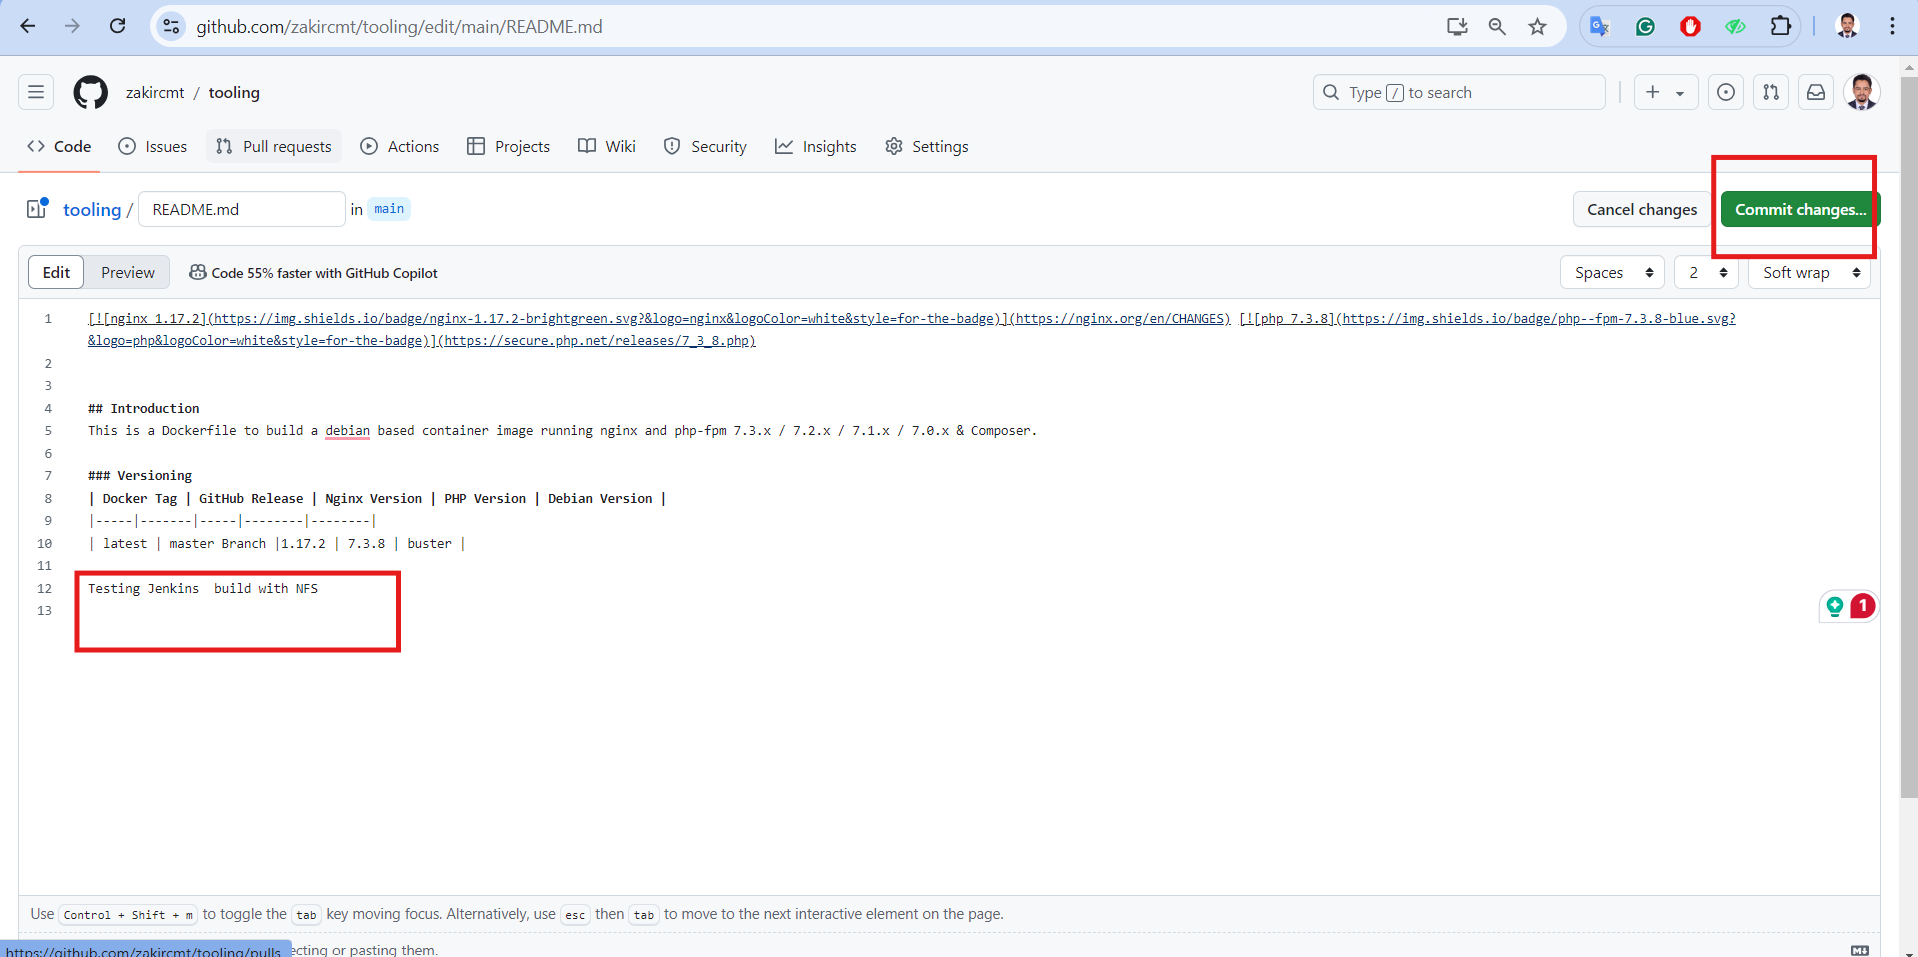 github.com/zakircmt/tooling/edit/main/README.md
zakircmt / tooling
Type / to search
Code Issues Pull requests Actions Projects Wiki Security Insights Settings
tooling / README.md in main
Cancel changes Commit changes...
Edit Preview Code 55% faster with GitHub Copilot
Spaces 2 Soft wrap
1 [![nginx 1.17.2](https://img.shields.io/badge/nginx-1.17.2-brightgreen.svg?&logo=nginx&logoColor=white&style=for-the-badge)](https://nginx.org/en/CHANGES) [![php 7.3.8](https://img.shields.io/badge/php--fpm-7.3.8-blue.svg?
&logo=php&logoColor=white&style=for-the-badge)](https://secure.php.net/releases/7_3_8.php)
2
3
4 ## Introduction
5 This is a Dockerfile to build a debian based container image running nginx and php-fpm 7.3.x / 7.2.x / 7.1.x / 7.0.x & Composer.
6
7 ### Versioning
8 | Docker Tag | GitHub Release | Nginx Version | PHP Version | Debian Version |
9 |-----|-------|-----|--------|--------|
10 | latest | master Branch |1.17.2 | 7.3.8 | buster |
11
12 Testing Jenkins  build with NFS
13
1
Use Control + Shift + m to toggle the tab key moving focus. Alternatively, use esc then tab to move to the next interactive element on the page.
https://github.com/zakircmt/tooling/pulls ecting or pasting them.